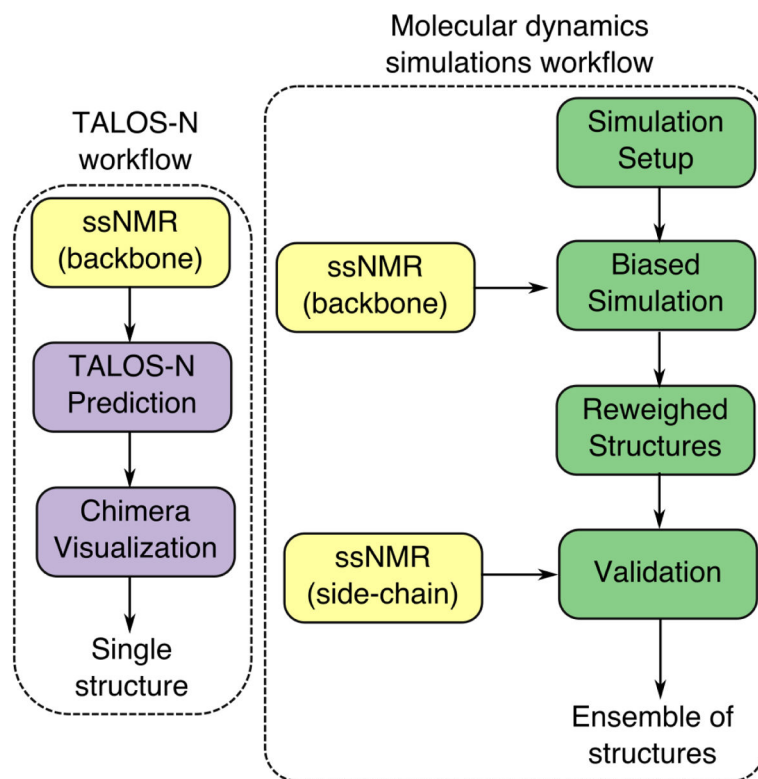 TALOS-N
workflow
ssNMR
(backbone)
TALOS-N
Prediction
Chimera
Visualization
Single
structure
Molecular dynamics
simulations workflow
Simulation
Setup
ssNMR
(backbone)
Biased
Simulation
Reweighed
Structures
ssNMR
(side-chain)
Validation
Ensemble of
structures